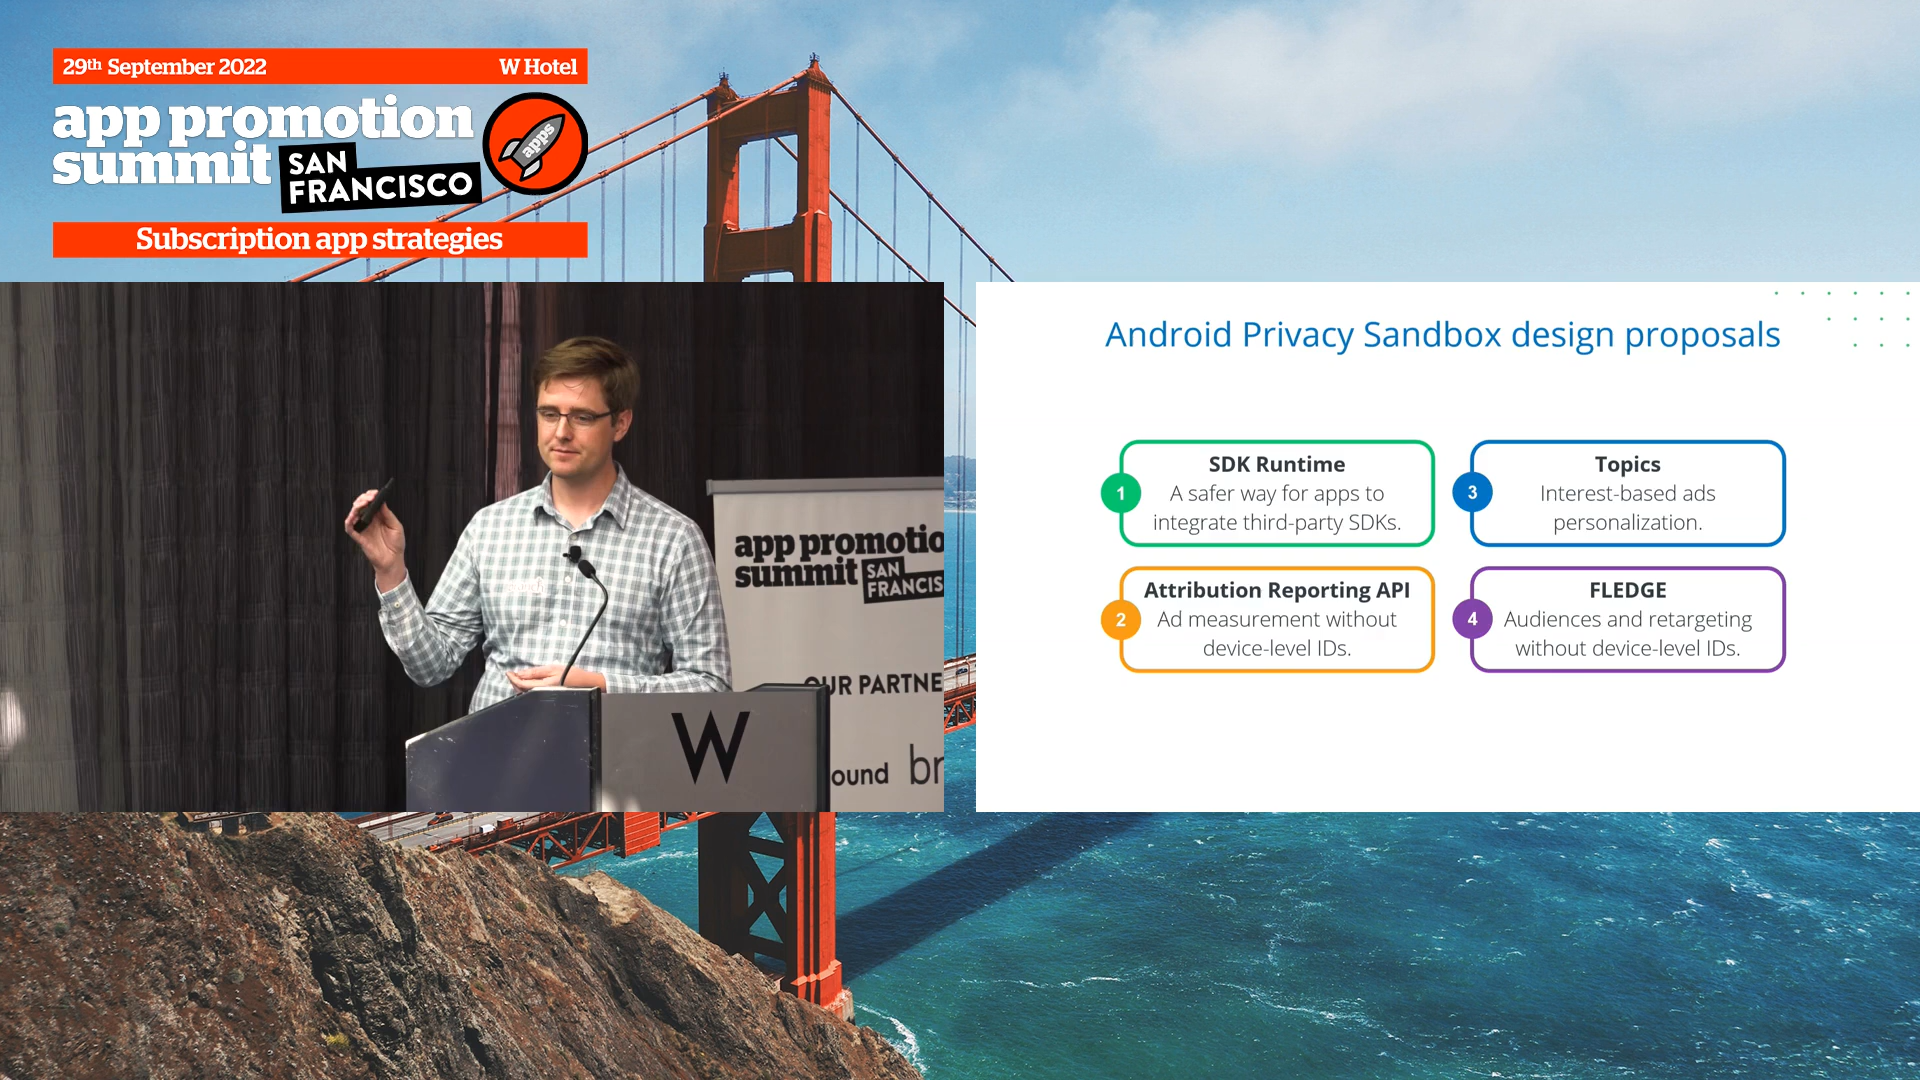 29th September 2022
W Hotel
app promotion
summit SAN
FRANCISCO
apps
Subscription app strategies
app promotio
summit SAN
FRANCIS
OUR PARTNE
ound br
W
Android Privacy Sandbox design proposals
1
SDK Runtime
A safer way for apps to
integrate third-party SDKs.
2
Attribution Reporting API
Ad measurement without
device-level IDs.
3
Topics
Interest-based ads
personalization.
4
FLEDGE
Audiences and retargeting
without device-level IDs.